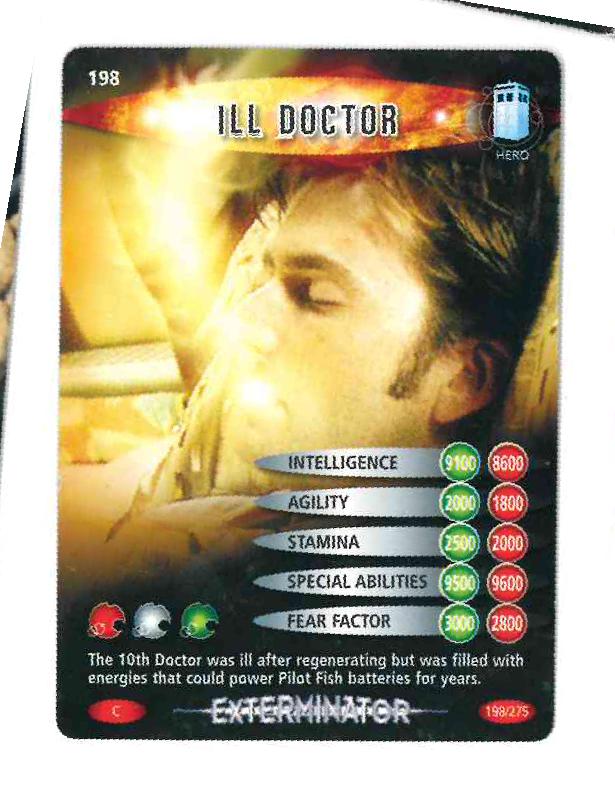 198
ILL DOCTOR
HERO
INTELLIGENCE 9100 8600
AGILITY 2000 1800
STAMINA 2500 2000
SPECIAL ABILITIES 9500 9600
FEAR FACTOR 3000 2800
The 10th Doctor was ill after regenerating but was filled with
energies that could power Pilot Fish batteries for years.
C EXTERMINATOR 198/275